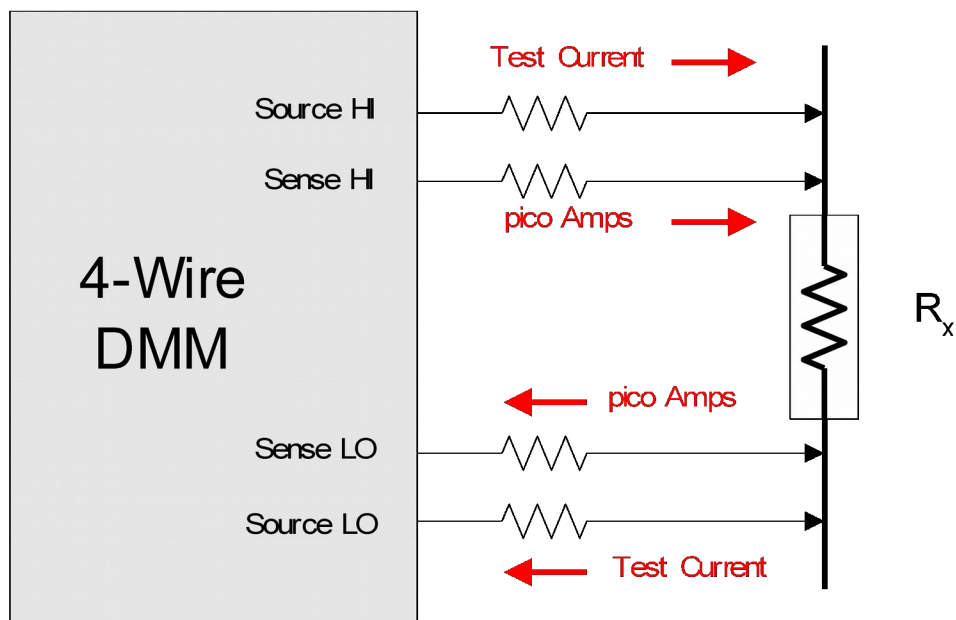 Test Current
Source HI
Sense HI
pico Amps
4-Wire
DMM
Rx
pico Amps
Sense LO
Source LO
Test Current